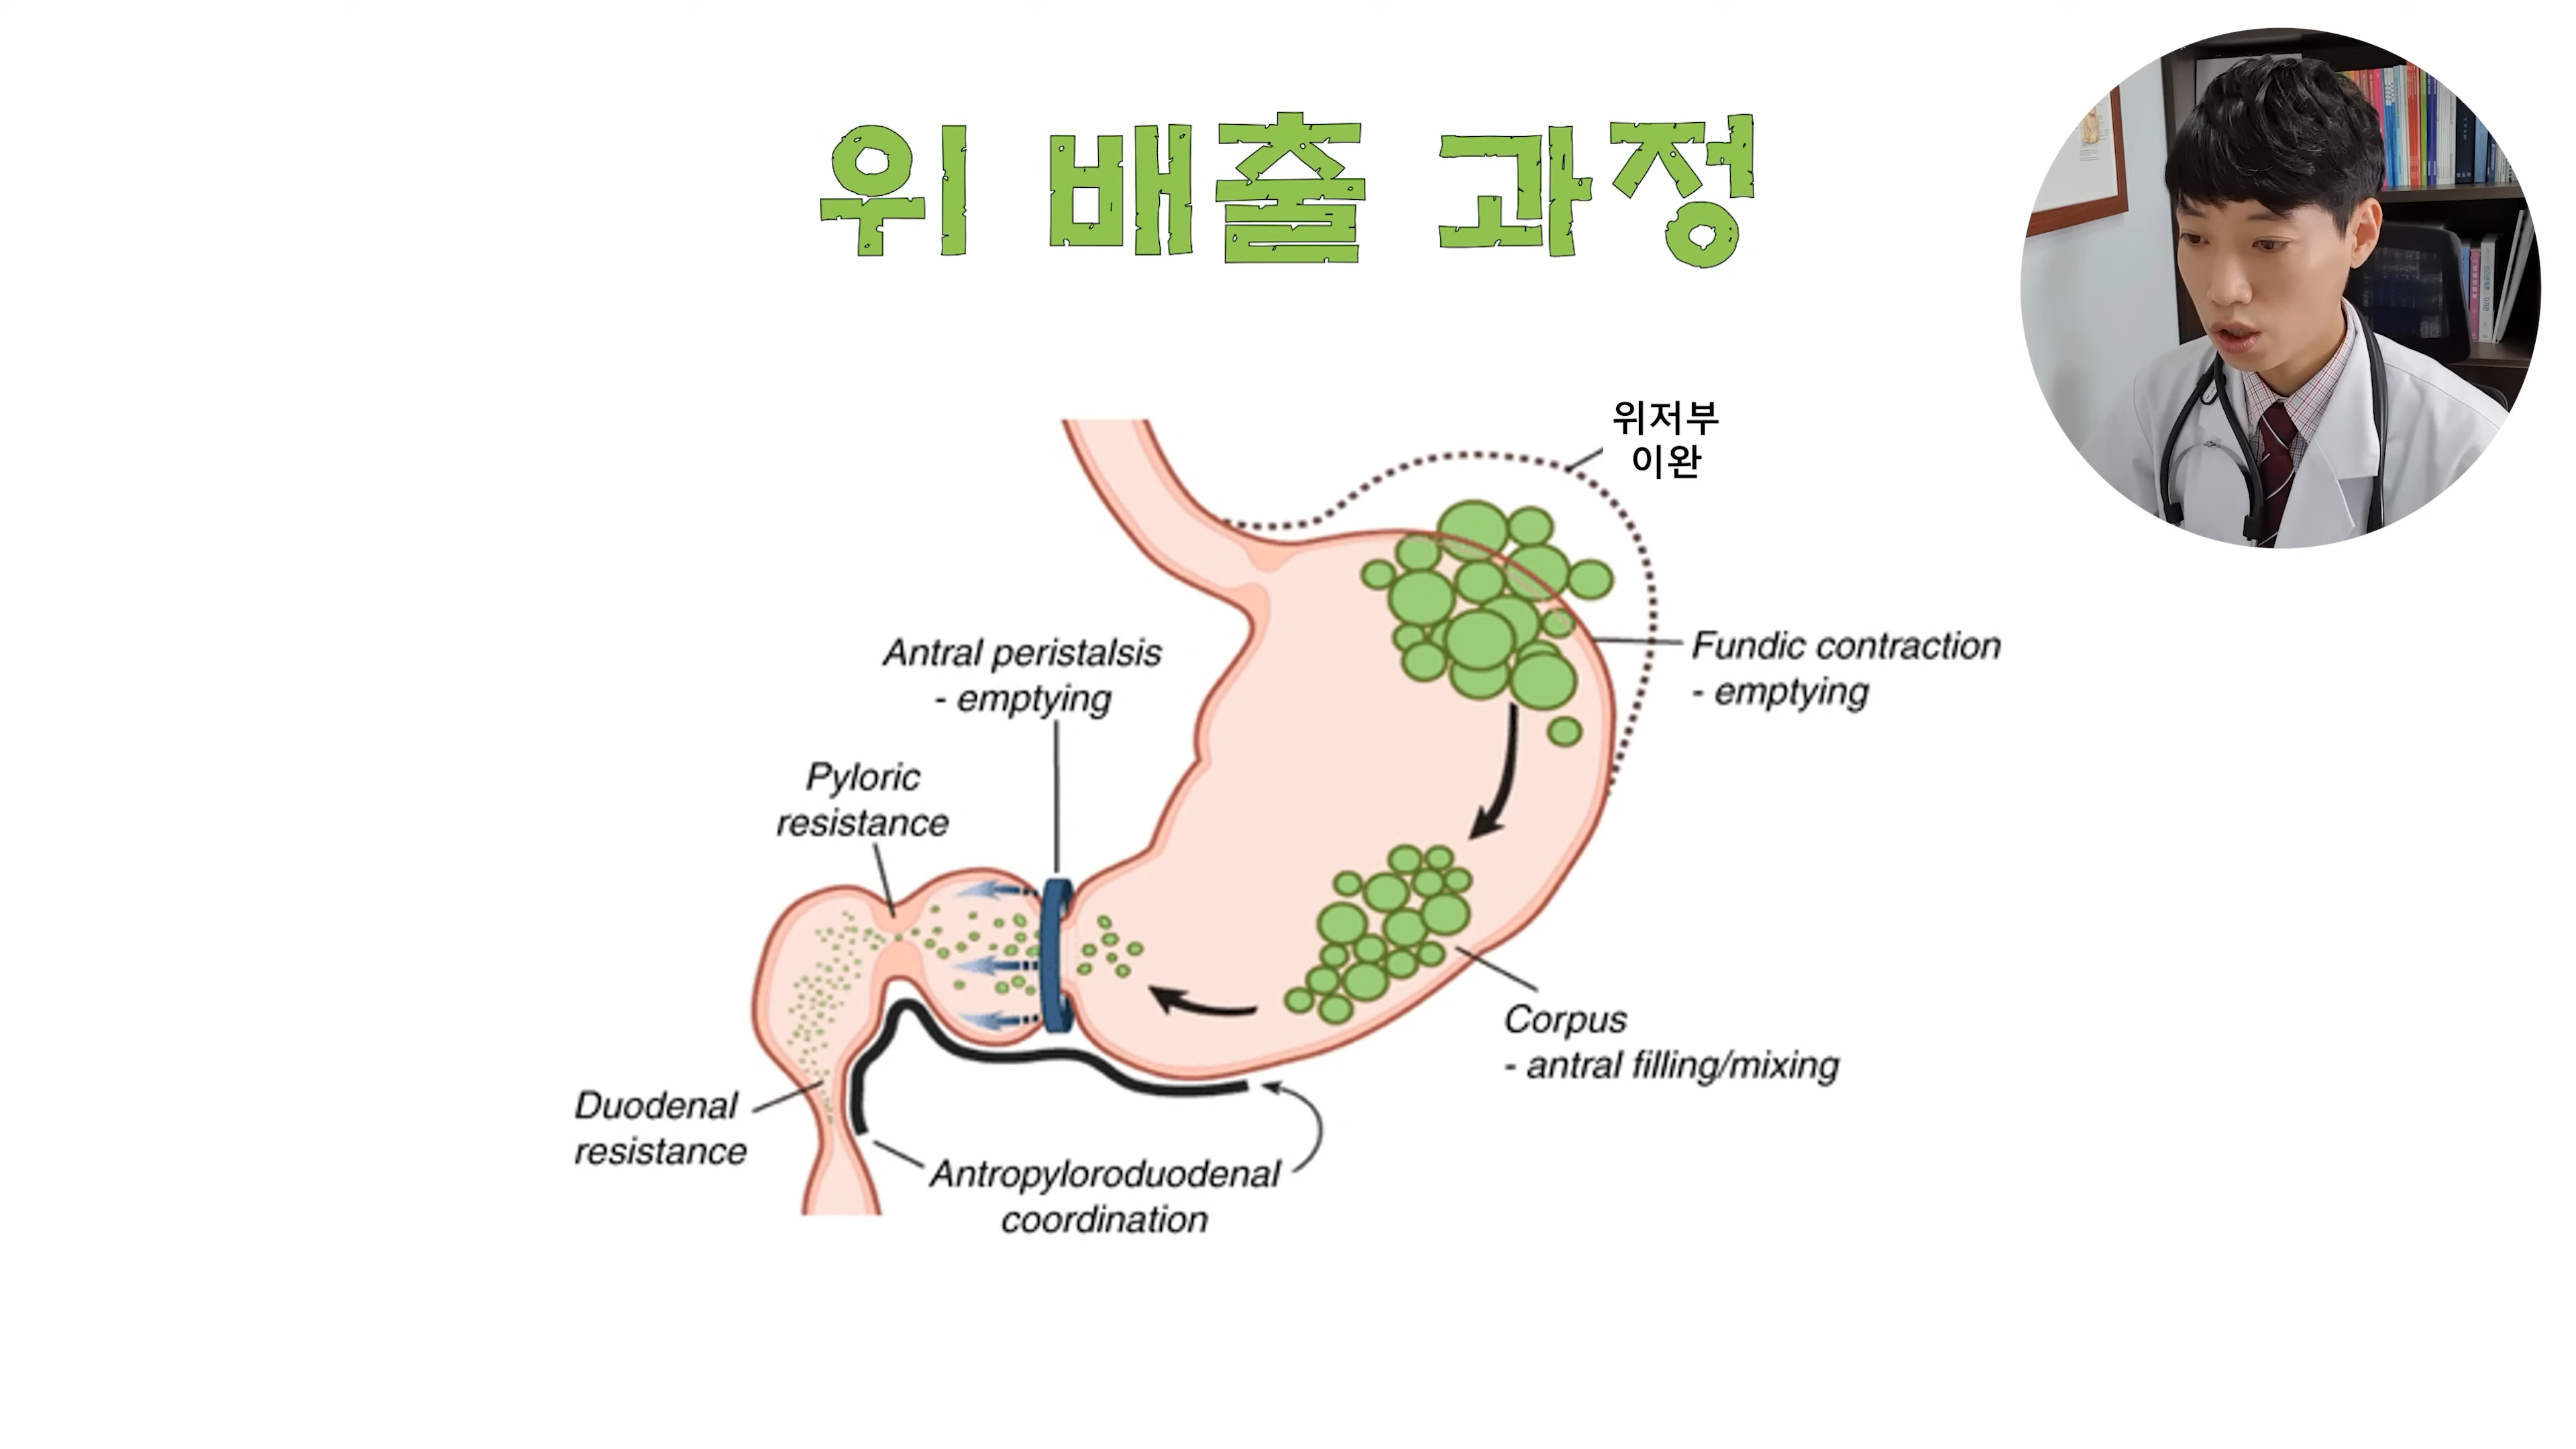 위 배출 과정
위저부
이완
Antral peristalsis
- emptying
Fundic contraction
- emptying
Pyloric
resistance
Corpus
- antral filling/mixing
Duodenal
resistance
Antropyloroduodenal
coordination